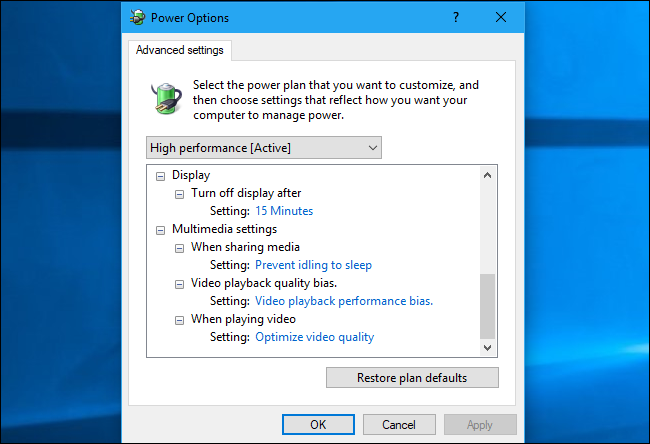 Power Options
?
Advanced settings
Select the power plan that you want to customize, and
then choose settings that reflect how you want your
computer to manage power.
High performance [Active]
Display
Turn off display after
Setting: 15 Minutes
Multimedia settings
When sharing media
Setting: Prevent idling to sleep
Video playback quality bias.
Setting: Video playback performance bias.
When playing video
Setting: Optimize video quality
Restore plan defaults
OK Cancel Apply